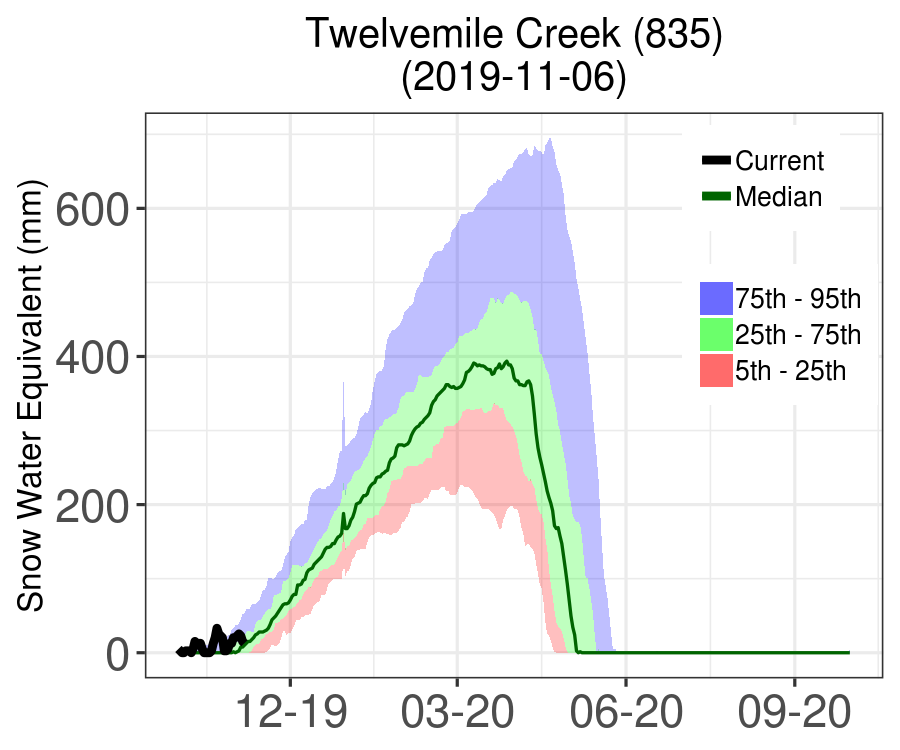 Twelvemile Creek (835)
(2019-11-06)
Snow Water Equivalent (mm)
600
400
200
0
Current
Median
75th - 95th
25th - 75th
5th - 25th
12-19 03-20 06-20 09-20